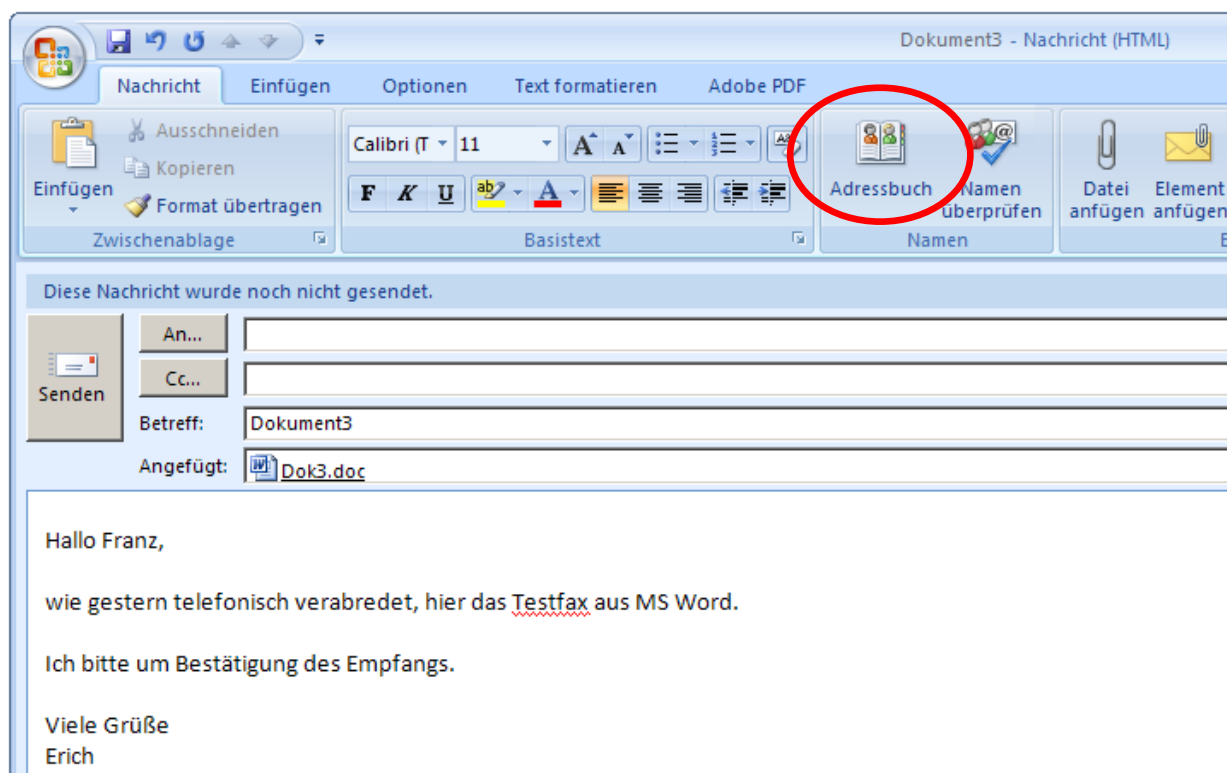 Dokument3 - Nachricht (HTML)
Nachricht Einfügen Optionen Text formatieren Adobe PDF
Einfügen
Ausschneiden
Kopieren
Format übertragen
Zwischenablage
Calibri (T 11
F K U
Basistext
Adressbuch
Namen
überprüfen
Namen
Datei
anfügen
Element
anfügen
Diese Nachricht wurde noch nicht gesendet.
Senden
An...
Cc...
Betreff: Dokument3
Angefügt: Dok3.doc
Hallo Franz,
wie gestern telefonisch verabredet, hier das Testfax aus MS Word.
Ich bitte um Bestätigung des Empfangs.
Viele Grüße
Erich